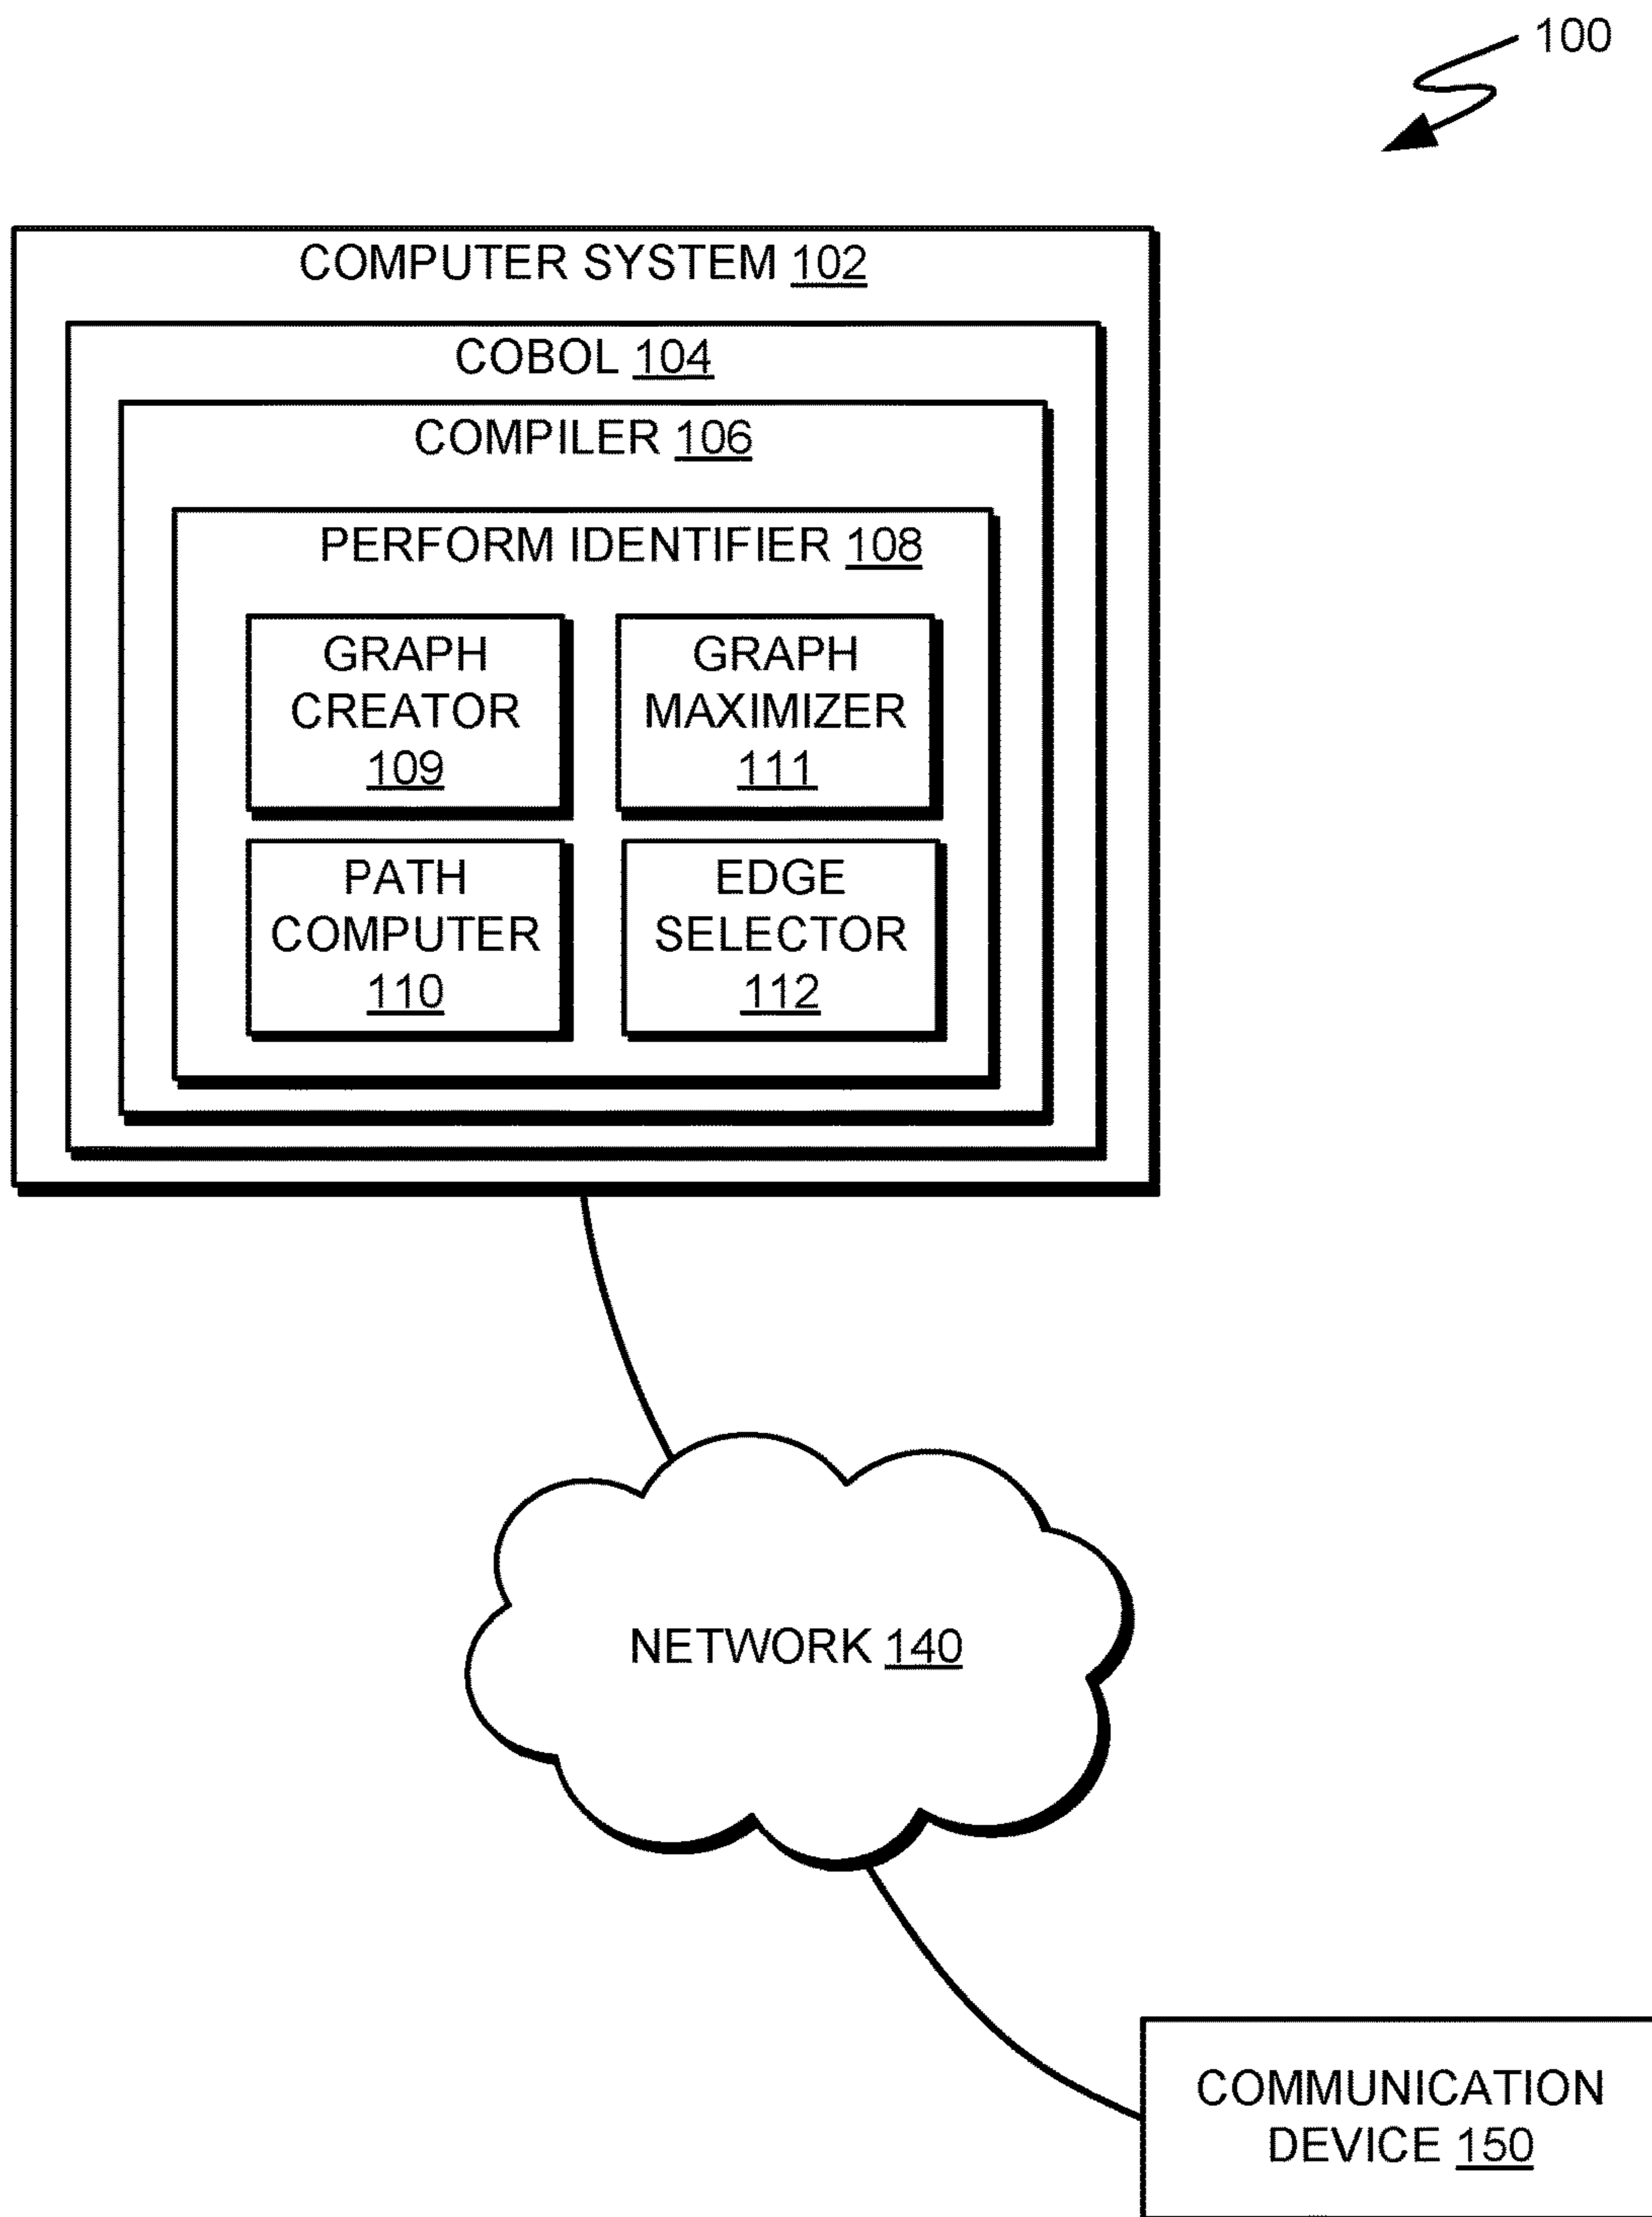 100
COMPUTER SYSTEM 102
COBOL 104
COMPILER 106
PERFORM IDENTIFIER 108
GRAPH
CREATOR
109
GRAPH
MAXIMIZER
111
PATH
COMPUTER
110
EDGE
SELECTOR
112
NETWORK 140
COMMUNICATION
DEVICE 150